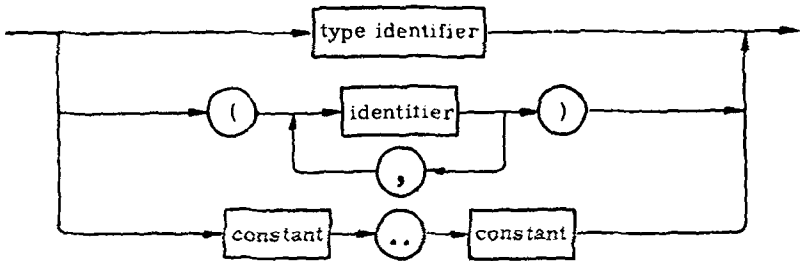 type identifier
( identifier )
,
constant .. constant